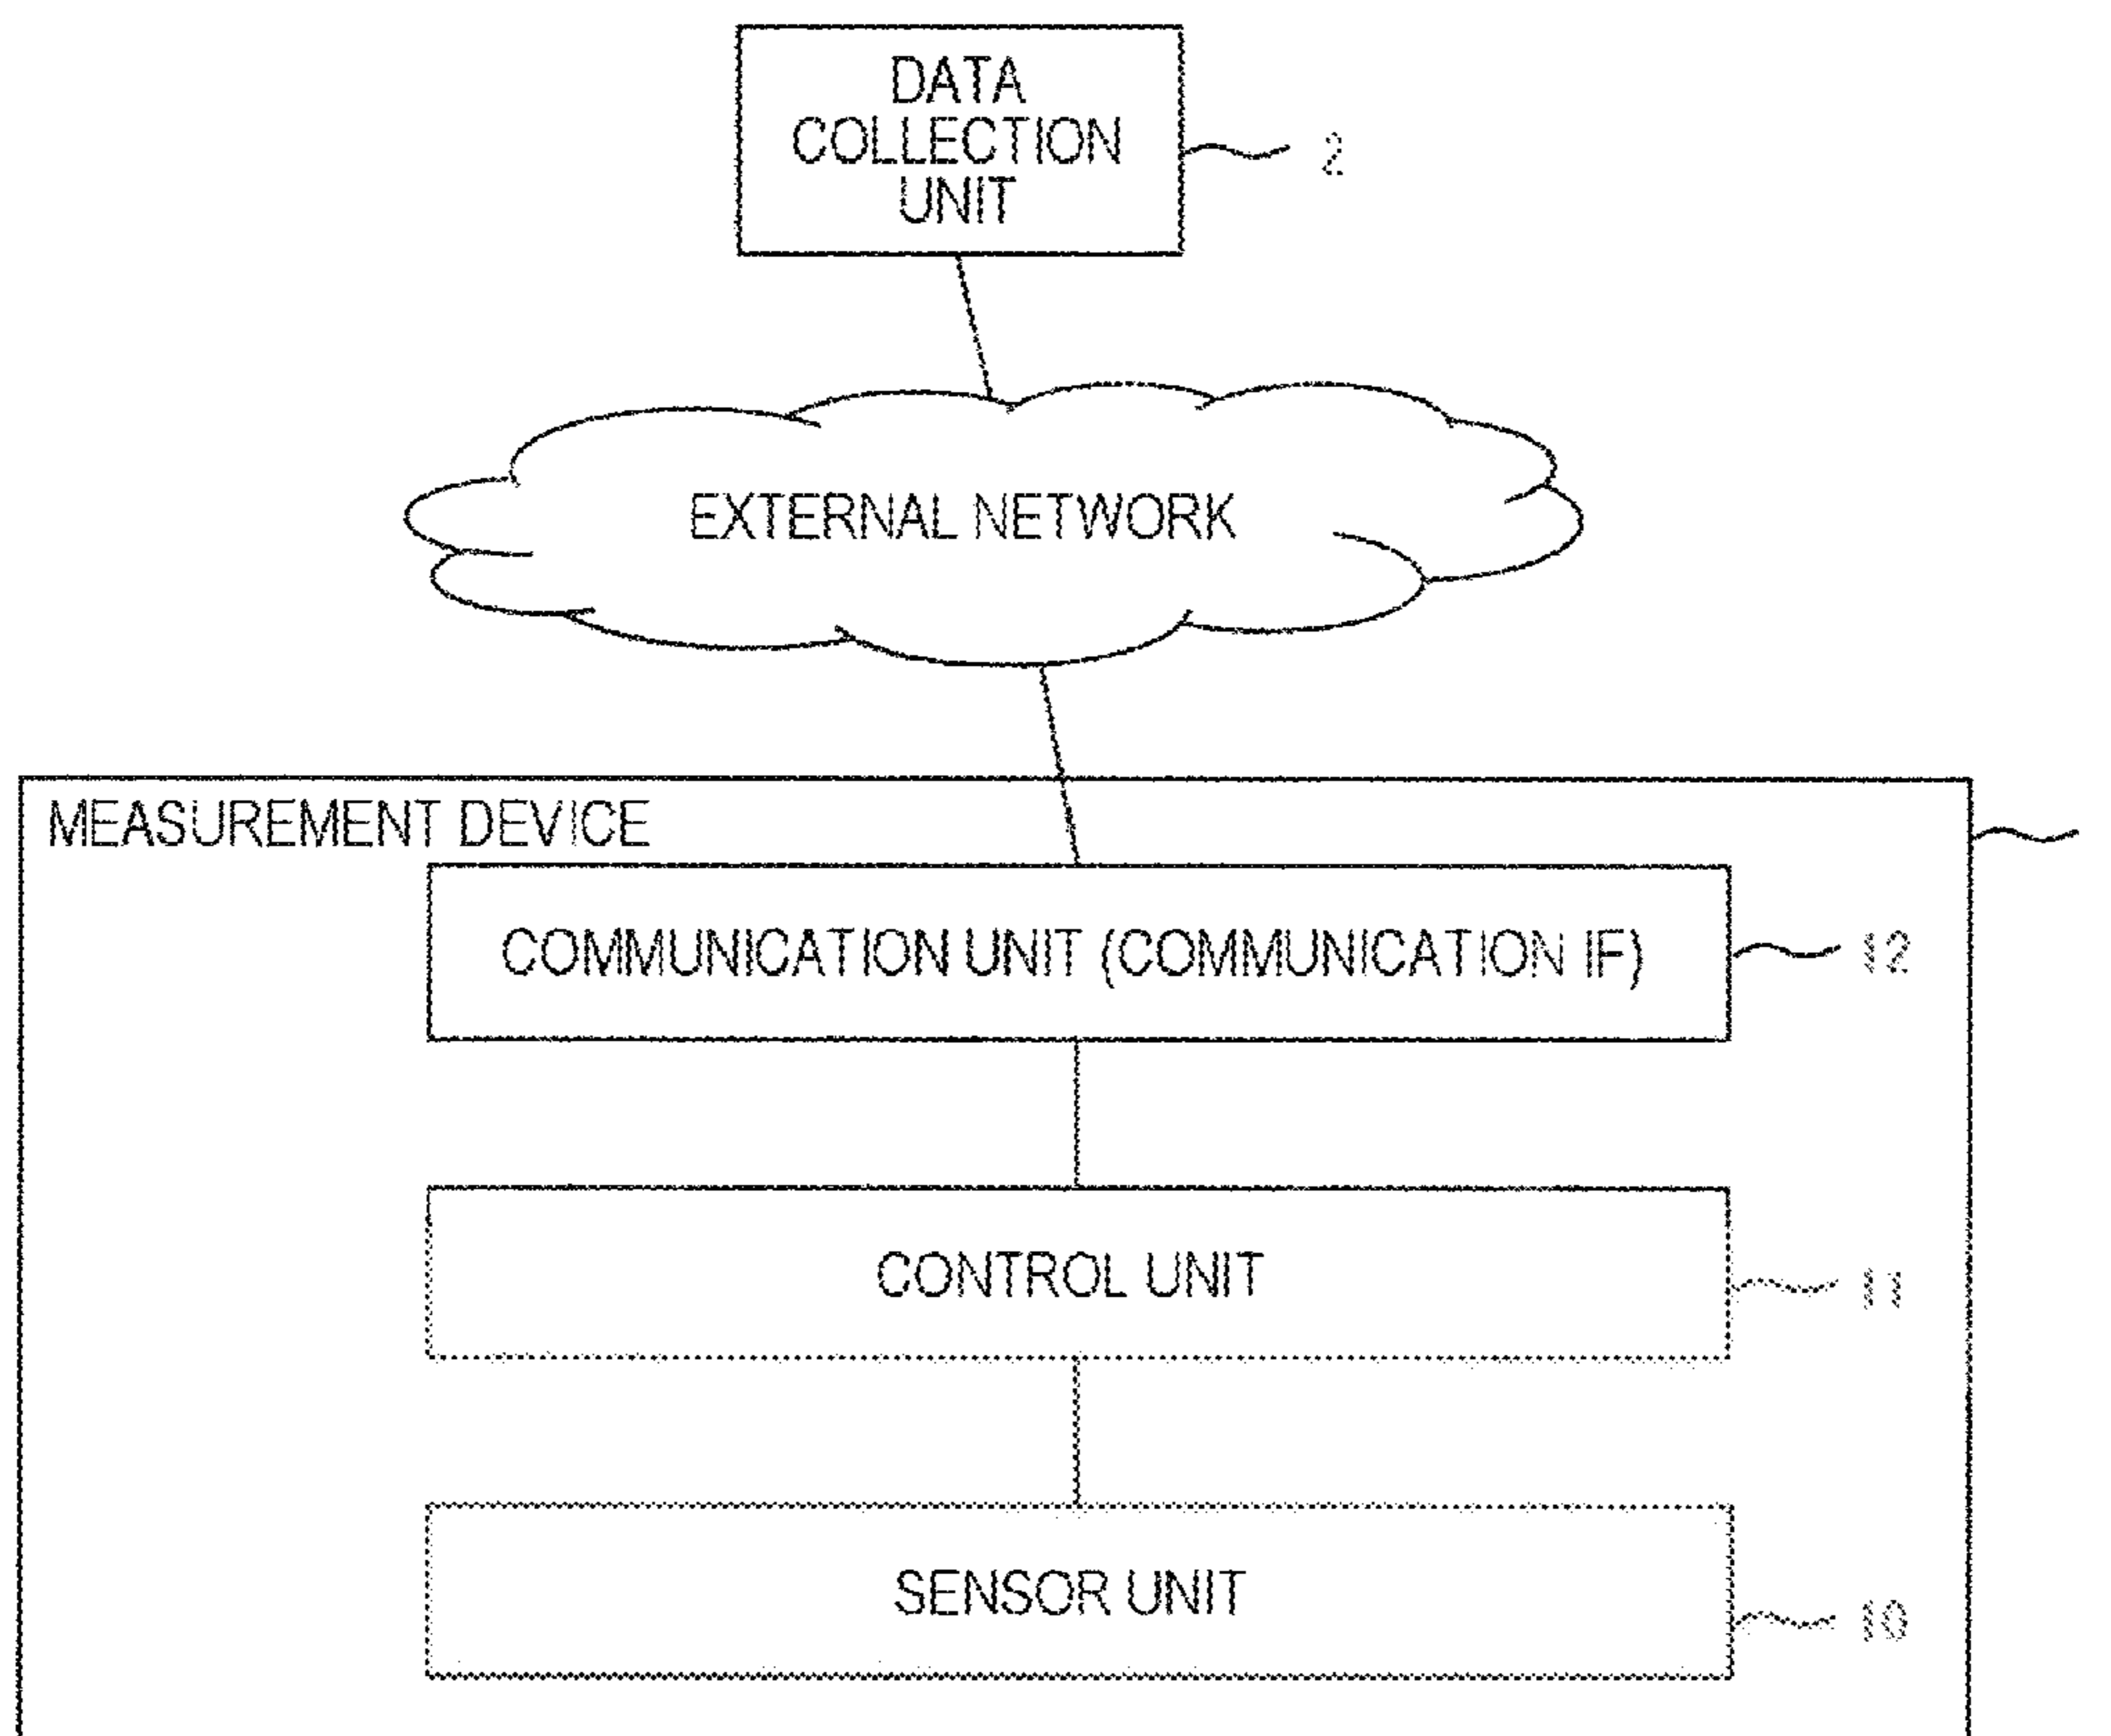 DATA
COLLECTION
UNIT
2
EXTERNAL NETWORK
MEASUREMENT DEVICE
COMMUNICATION UNIT (COMMUNICATION IF)
12
CONTROL UNIT
11
SENSOR UNIT
10